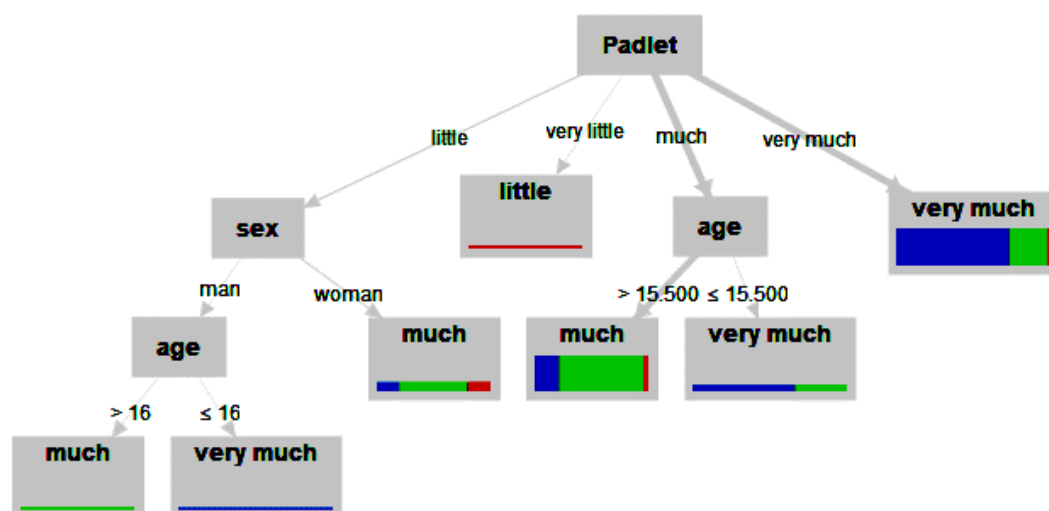 Padlet
little
very little
much
very much
little
very much
sex
age
man
woman
> 15.500
≤ 15.500
age
much
much
very much
> 16
≤ 16
much
very much